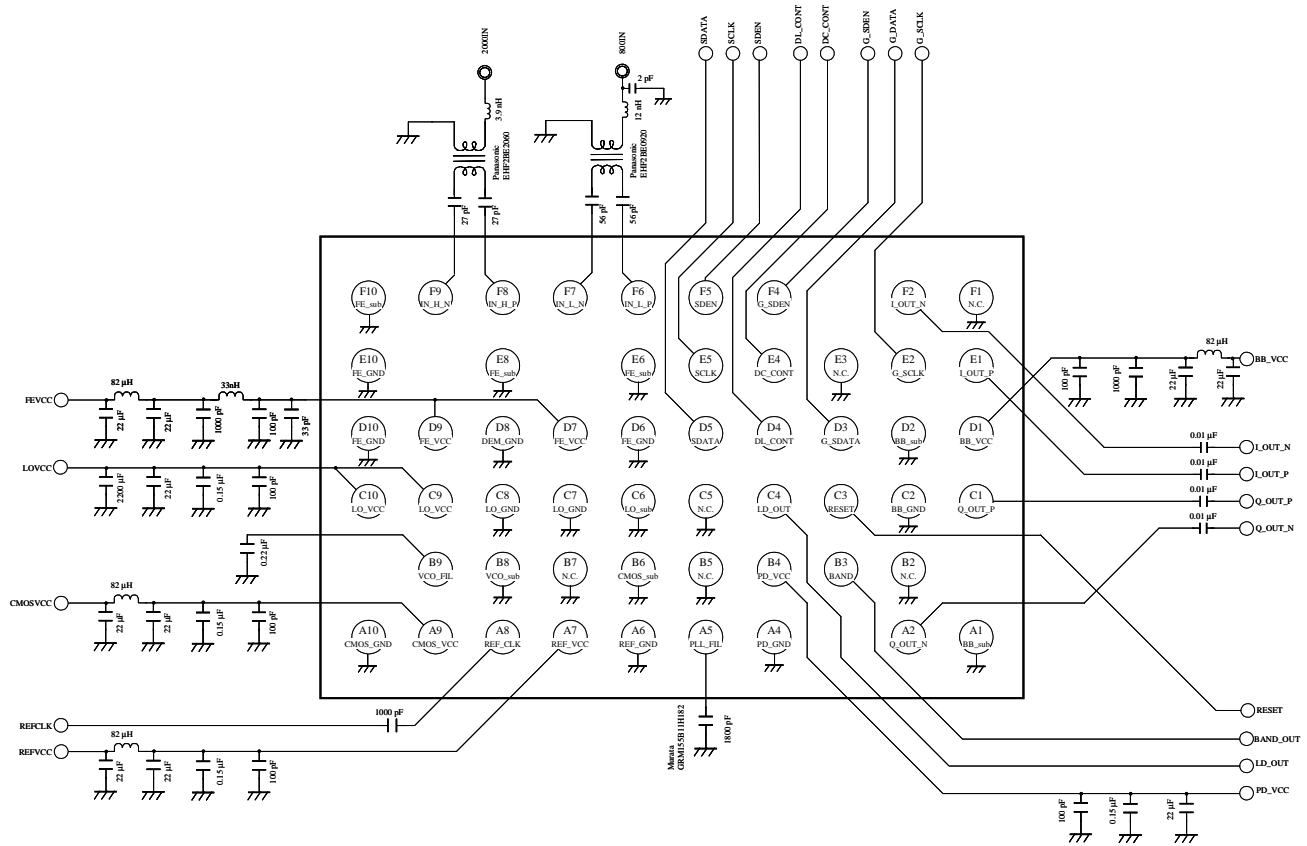 2000IN
800IN
SDATA
SCLK
SDEN
DL_CONT
DC_CONT
G_SDEN
G_DATA
G_SCLK
2 pF
3.9 nH
12 nH
Panasonic
EHF2BE2060
Panasonic
EHF2BE0920
27 pF
27 pF
56 pF
56 pF
F10
FE_sub
F9
IN_H_N
F8
IN_H_P
F7
IN_L_N
F6
IN_L_P
F5
SDEN
F4
G_SDEN
F2
I_OUT_N
F1
N.C.
E10
FE_GND
E8
FE_sub
E6
FE_sub
E5
SCLK
E4
DC_CONT
E3
N.C.
E2
G_SCLK
E1
I_OUT_P
82 µH
BB_VCC
100 pF
1000 pF
22 µF
22 µF
82 µH
33nH
FEVCC
22 µF
22 µF
1000 pF
100 pF
33 pF
D10
FE_GND
D9
FE_VCC
D8
DEM_GND
D7
FE_VCC
D6
FE_GND
D5
SDATA
D4
DL_CONT
D3
G_SDATA
D2
BB_sub
D1
BB_VCC
0.01 µF
I_OUT_N
0.01 µF
I_OUT_P
0.01 µF
Q_OUT_P
0.01 µF
Q_OUT_N
LOVCC
2200 µF
22 µF
0.15 µF
100 pF
C10
LO_VCC
C9
LO_VCC
C8
LO_GND
C7
LO_GND
C6
LO_sub
C5
N.C.
C4
LD_OUT
C3
RESET
C2
BB_GND
C1
Q_OUT_P
0.22 µF
B9
VCO_FIL
B8
VCO_sub
B7
N.C.
B6
CMOS_sub
B5
N.C.
B4
PD_VCC
B3
BAND
B2
N.C.
82 µH
CMOSVCC
22 µF
22 µF
0.15 µF
100 pF
A10
CMOS_GND
A9
CMOS_VCC
A8
REF_CLK
A7
REF_VCC
A6
REF_GND
A5
PLL_FIL
A4
PD_GND
A2
Q_OUT_N
A1
BB_sub
REFCLK
1000 pF
82 µH
REFVCC
22 µF
22 µF
0.15 µF
100 pF
Murata
GRM155B11H182
1800 pF
RESET
BAND_OUT
LD_OUT
PD_VCC
100 pF
0.15 µF
22 µF